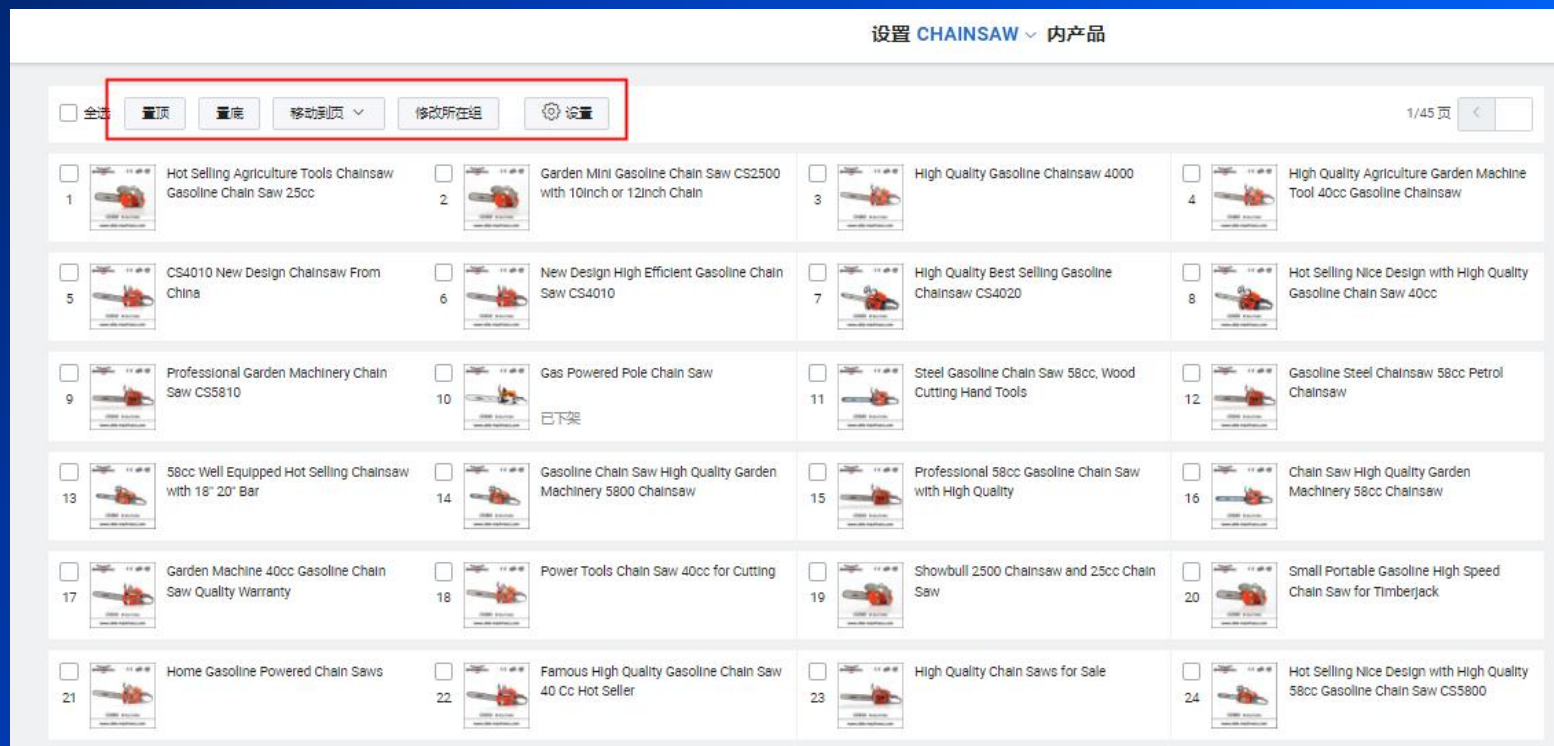 设置 CHAINSAW 内产品
全选 置顶 置底 移动到页 修改所在组 设置
1/45 页
1
Hot Selling Agriculture Tools Chainsaw
Gasoline Chain Saw 25cc
2
Garden Mini Gasoline Chain Saw CS2500
with 10inch or 12inch Chain
3
High Quality Gasoline Chainsaw 4000
4
High Quality Agriculture Garden Machine
Tool 40cc Gasoline Chainsaw
5
CS4010 New Design Chainsaw From
China
6
New Design High Efficient Gasoline Chain
Saw CS4010
7
High Quality Best Selling Gasoline
Chainsaw CS4020
8
Hot Selling Nice Design with High Quality
Gasoline Chain Saw 40cc
9
Professional Garden Machinery Chain
Saw CS5810
10
Gas Powered Pole Chain Saw
已下架
11
Steel Gasoline Chain Saw 58cc, Wood
Cutting Hand Tools
12
Gasoline Steel Chainsaw 58cc Petrol
Chainsaw
13
58cc Well Equipped Hot Selling Chainsaw
with 18" 20" Bar
14
Gasoline Chain Saw High Quality Garden
Machinery 5800 Chainsaw
15
Professional 58cc Gasoline Chain Saw
with High Quality
16
Chain Saw High Quality Garden
Machinery 58cc Chainsaw
17
Garden Machine 40cc Gasoline Chain
Saw Quality Warranty
18
Power Tools Chain Saw 40cc for Cutting
19
Showbull 2500 Chainsaw and 25cc Chain
Saw
20
Small Portable Gasoline High Speed
Chain Saw for Timberjack
21
Home Gasoline Powered Chain Saws
22
Famous High Quality Gasoline Chain Saw
40 Cc Hot Seller
23
High Quality Chain Saws for Sale
24
Hot Selling Nice Design with High Quality
58cc Gasoline Chain Saw CS5800